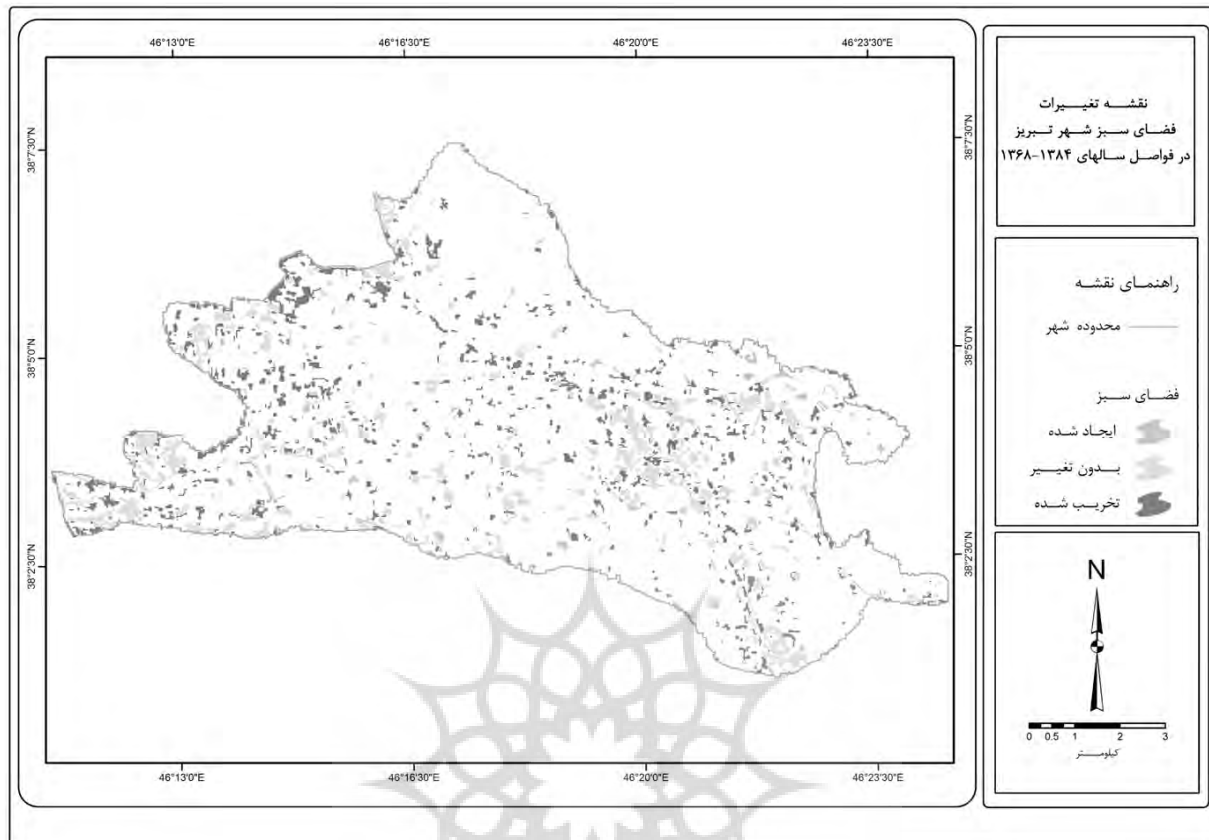 نقشه تغییرات
فضای سبز شهر تبریز
در فواصل سالهای ۱۳۸۴-۱۳۶۸
راهنمای نقشه
محدوده شهر
فضای سبز
ایجاد شده
بدون تغییر
تخریب شده
N
0 0.5 1 2 3
کیلومتر
46°13'0"E 46°16'30"E 46°20'0"E 46°23'30"E
38°7'30"N 38°7'30"N
38°5'0"N 38°5'0"N
38°2'30"N 38°2'30"N
46°13'0"E 46°16'30"E 46°20'0"E 46°23'30"E